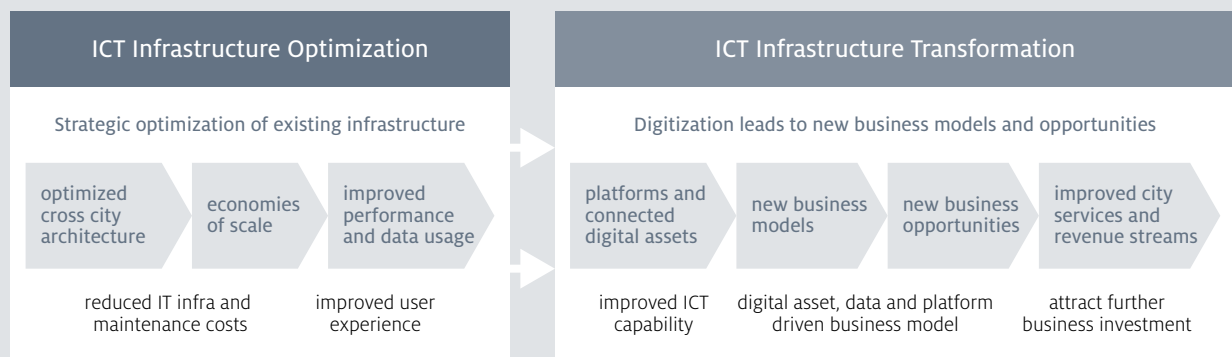 ICT Infrastructure Optimization
Strategic optimization of existing infrastructure
optimized
cross city
architecture
economies
of scale
improved
performance
and data usage
reduced IT infra and
maintenance costs
improved user
experience
ICT Infrastructure Transformation
Digitization leads to new business models and opportunities
platforms and
connected
digital assets
new business
models
new business
opportunities
improved city
services and
revenue streams
improved ICT
capability
digital asset, data and platform
driven business model
attract further
business investment